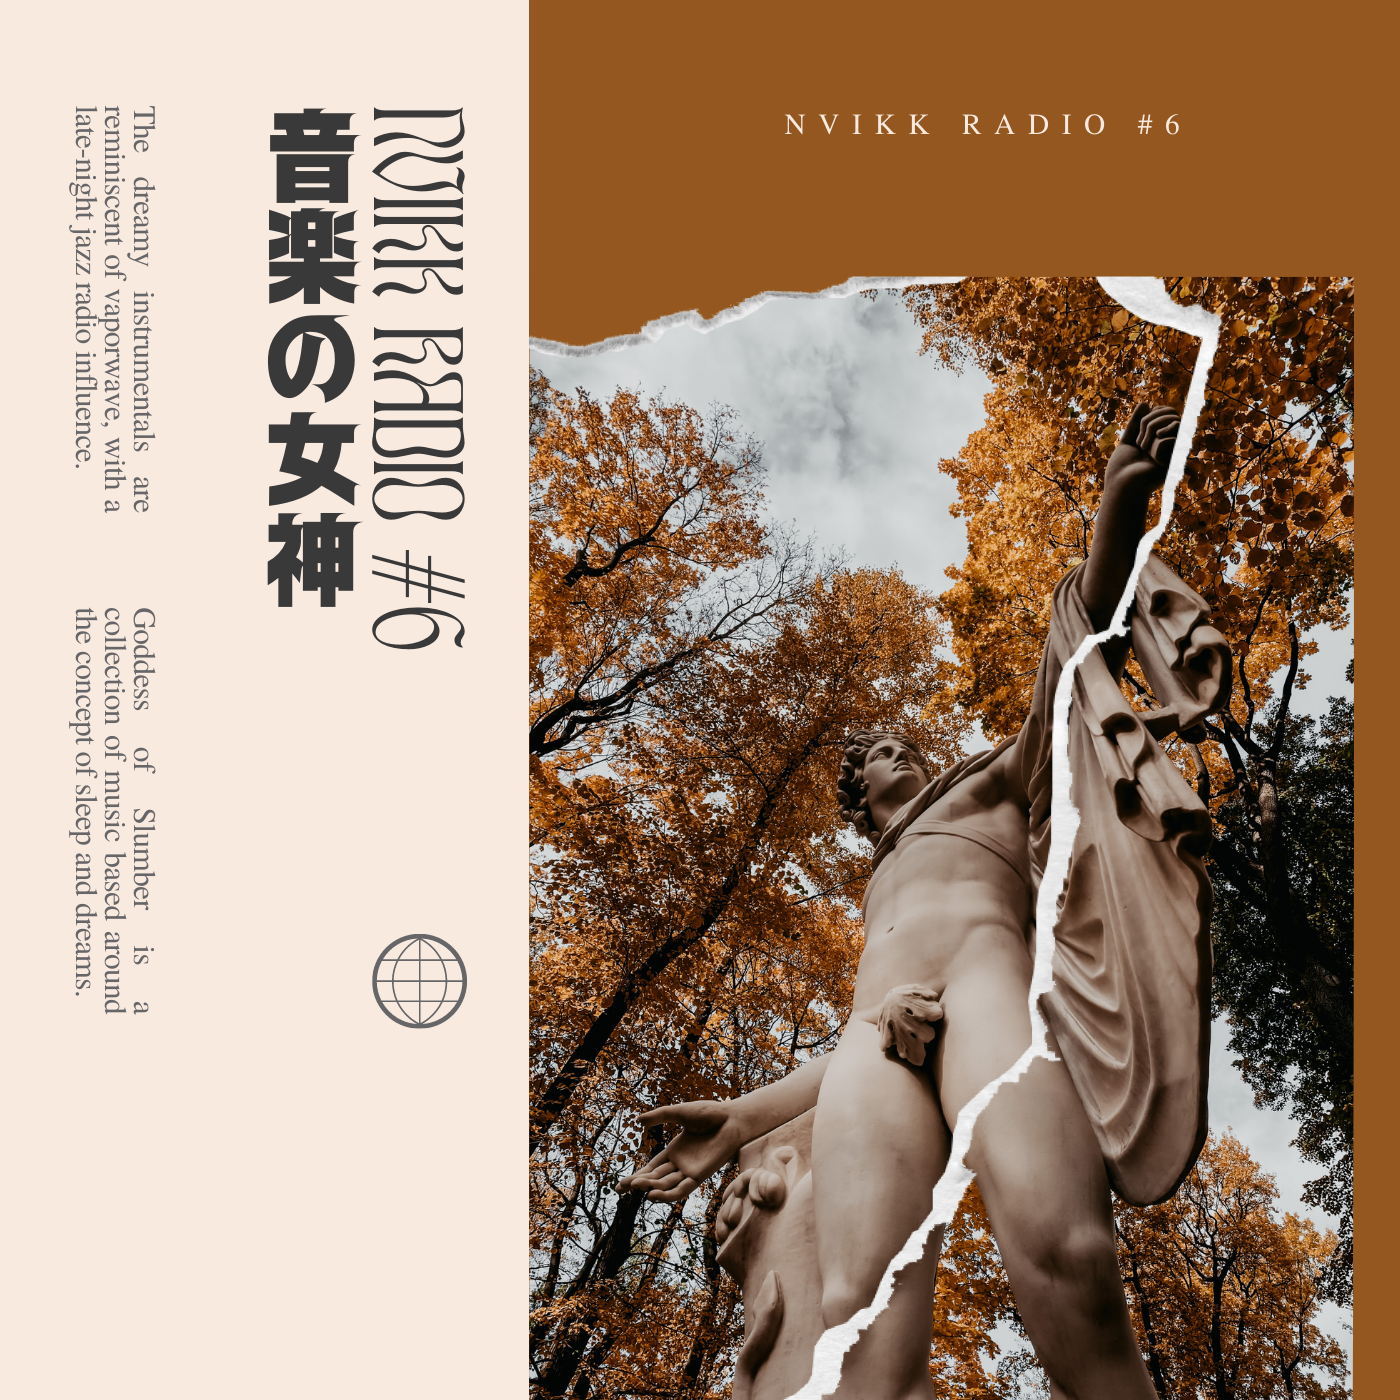 NVIKK RADIO #6
NVIKK RADIO #6
音楽の女神
The dreamy instrumentals are
reminiscent of vaporwave, with a
late-night jazz radio influence.
Goddess of Slumber is a
collection of music based around
the concept of sleep and dreams.